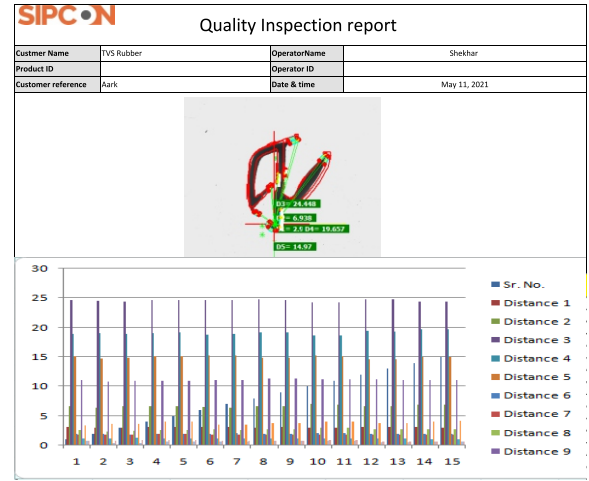 SIPCON
Quality Inspection report
Custmer Name TVS Rubber OperatorName Shekhar
Product ID Operator ID
Customer reference Aark Date & time May 11, 2021
D3= 24.448
= 6.938
= 2.9 D4= 19.657
D5= 14.97
30
25
20
15
10
5
0
1 2 3 4 5 6 7 8 9 10 11 12 13 14 15
Sr. No.
Distance 1
Distance 2
Distance 3
Distance 4
Distance 5
Distance 6
Distance 7
Distance 8
Distance 9